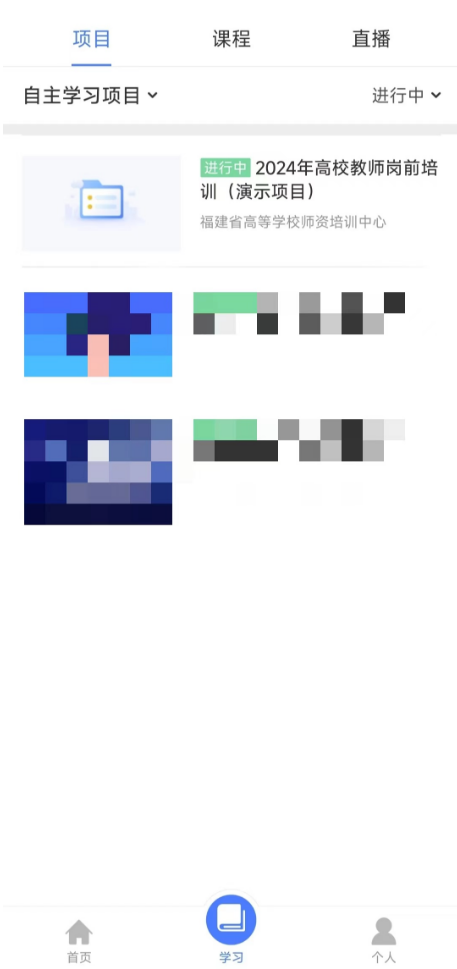 项目 课程 直播
自主学习项目 进行中
进行中 2024年高校教师岗前培
训（演示项目）
福建省高等学校师资培训中心
首页 学习 个人